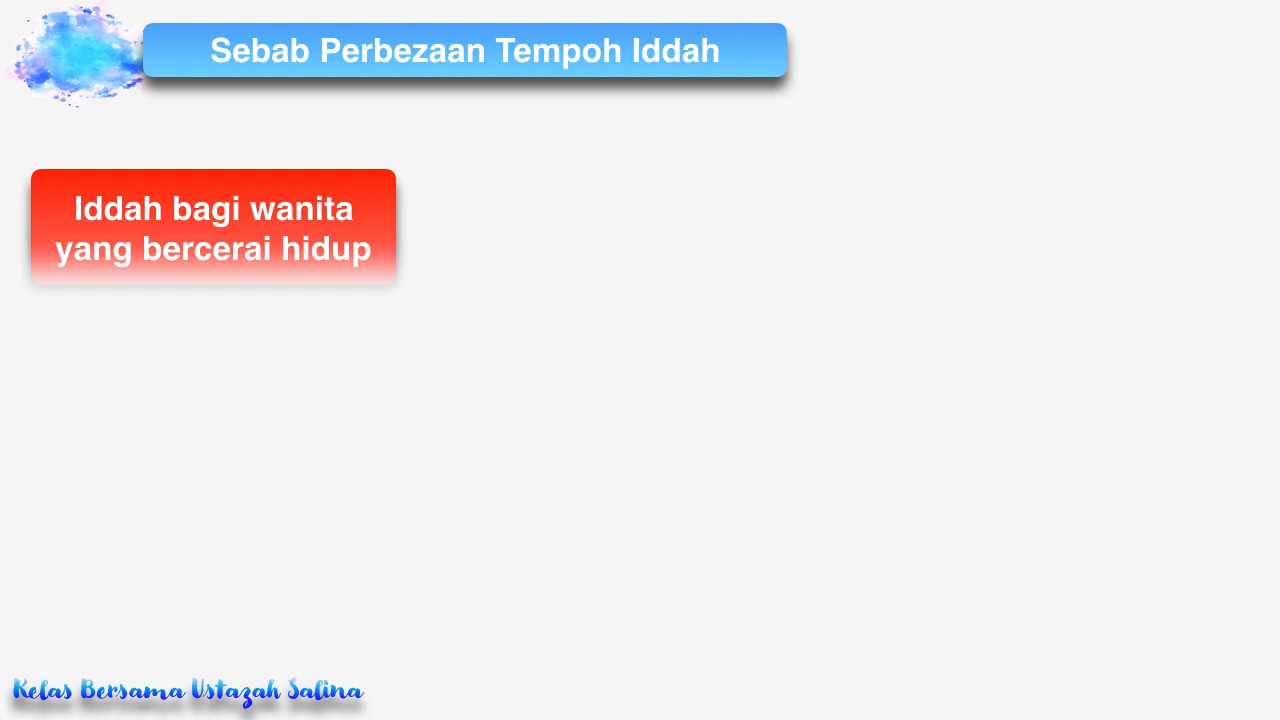 Sebab Perbezaan Tempoh Iddah
Iddah bagi wanita
yang bercerai hidup
Kelas Bersama Ustazah Salina